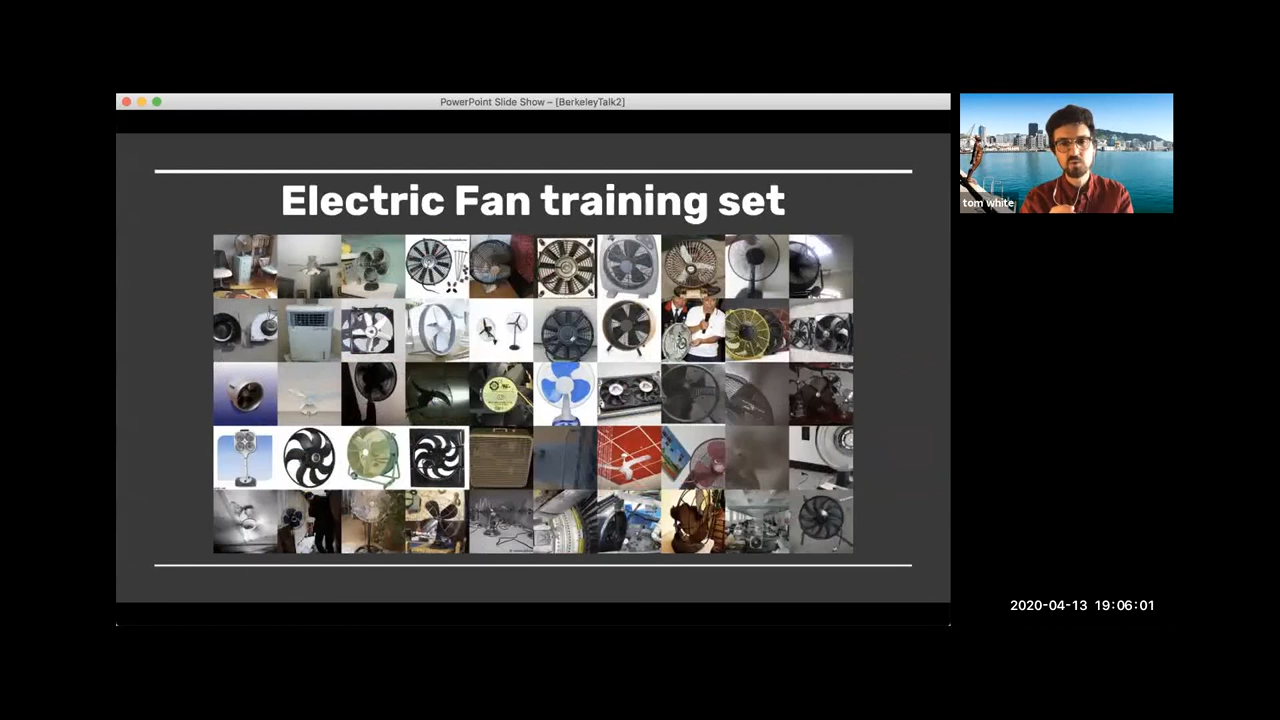 PowerPoint Slide Show – [BerkeleyTalk2]
Electric Fan training set
tom white
2020-04-13 19:06:01